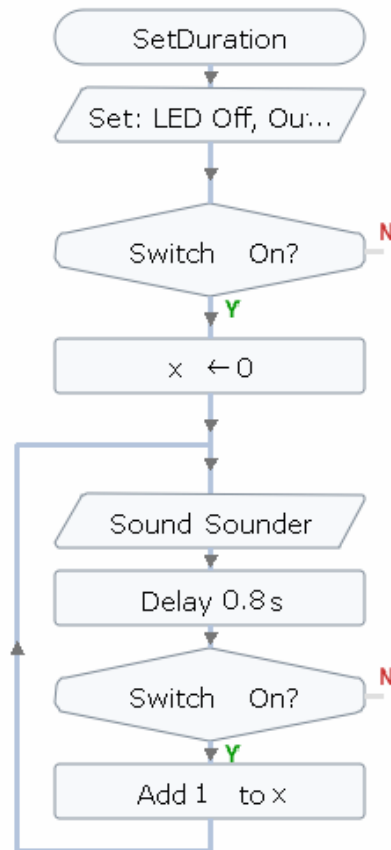 SetDuration
Set: LED Off, Ou...
N
Switch On?
Y
x ←0
Sound Sounder
Delay 0.8s
N
Switch On?
Y
Add 1 to x